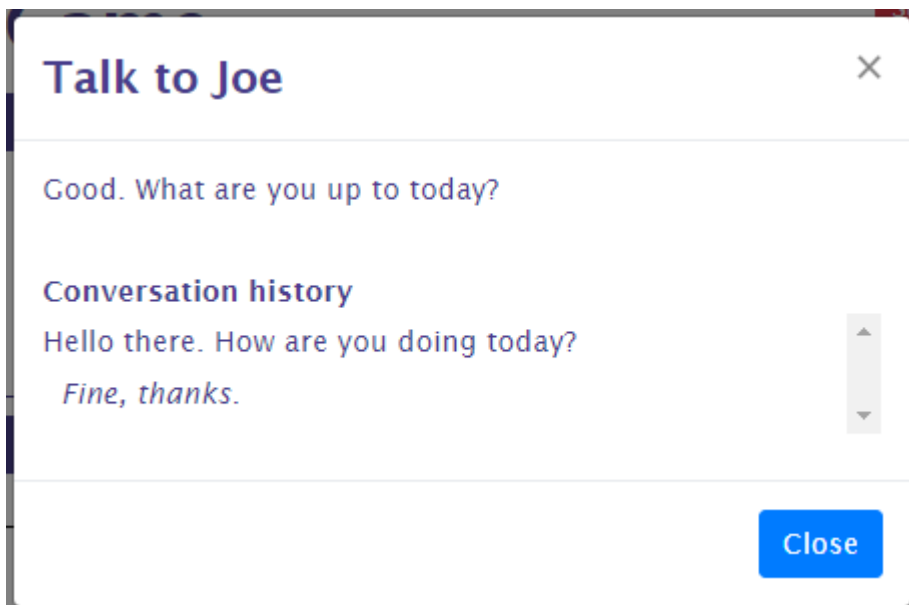 Talk to Joe
Good. What are you up to today?
Conversation history
Hello there. How are you doing today?
Fine, thanks.
Close